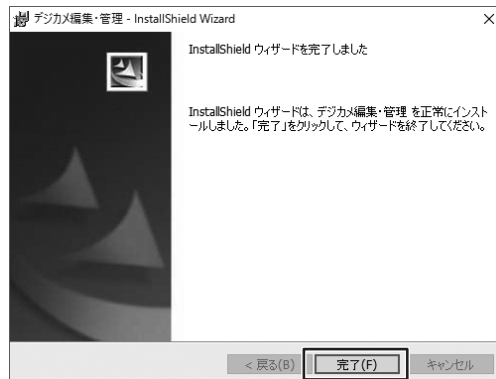 デジカメ編集・管理 - InstallShield Wizard
InstallShield ウィザードを完了しました
InstallShield ウィザードは、デジカメ編集・管理 を正常にインスト
ールしました。「完了」をクリックして、ウィザードを終了してください。
< 戻る(B)
完了(F)
キャンセル